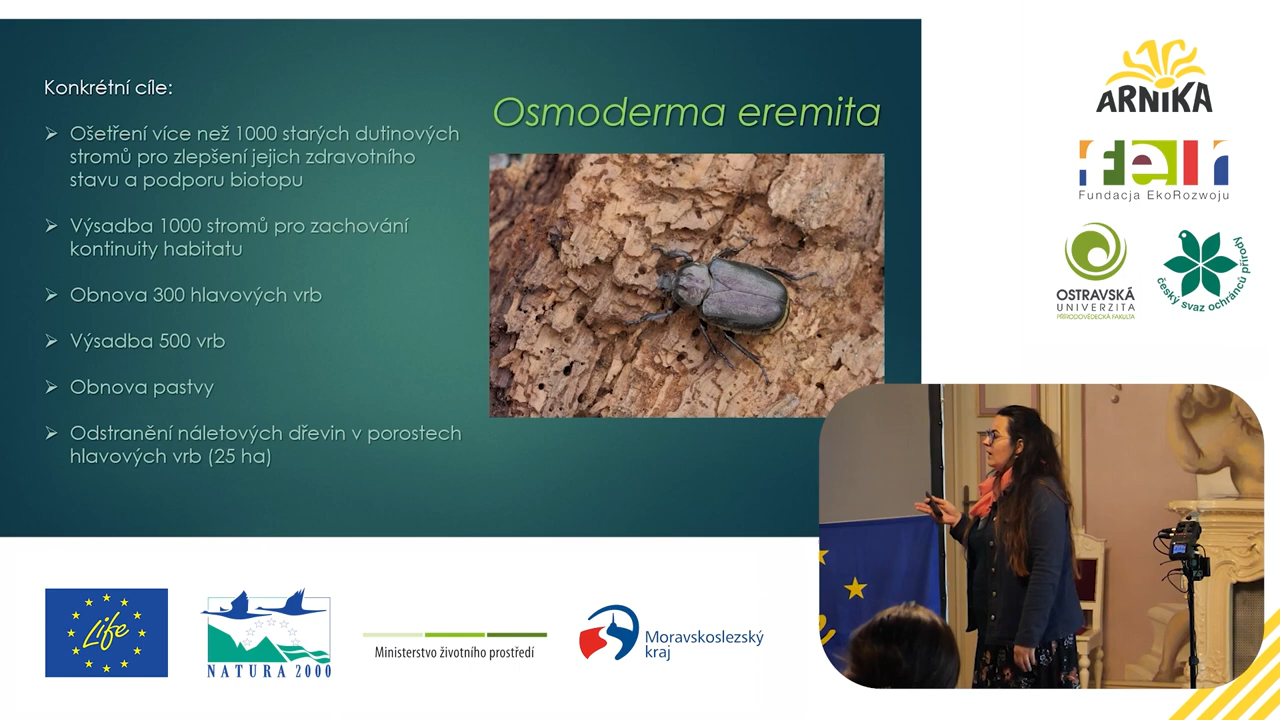 Konkrétní cíle:
➢ Ošetření více než 1000 starých dutinových
stromů pro zlepšení jejich zdravotního
stavu a podporu biotopu
➢ Výsadba 1000 stromů pro zachování
kontinuity habitatu
➢ Obnova 300 hlavových vrb
➢ Výsadba 500 vrb
➢ Obnova pastvy
➢ Odstranění náletových dřevin v porostech
hlavových vrb (25 ha)
Osmoderma eremita
ARNIKA
feri
Fundacja EkoRozwoju
OSTRAVSKÁ
UNIVERZITA
PŘÍRODOVĚDECKÁ FAKULTA
český svaz ochránců přírody
Life
NATURA 2000
Ministerstvo životního prostředí
Moravskoslezský
kraj